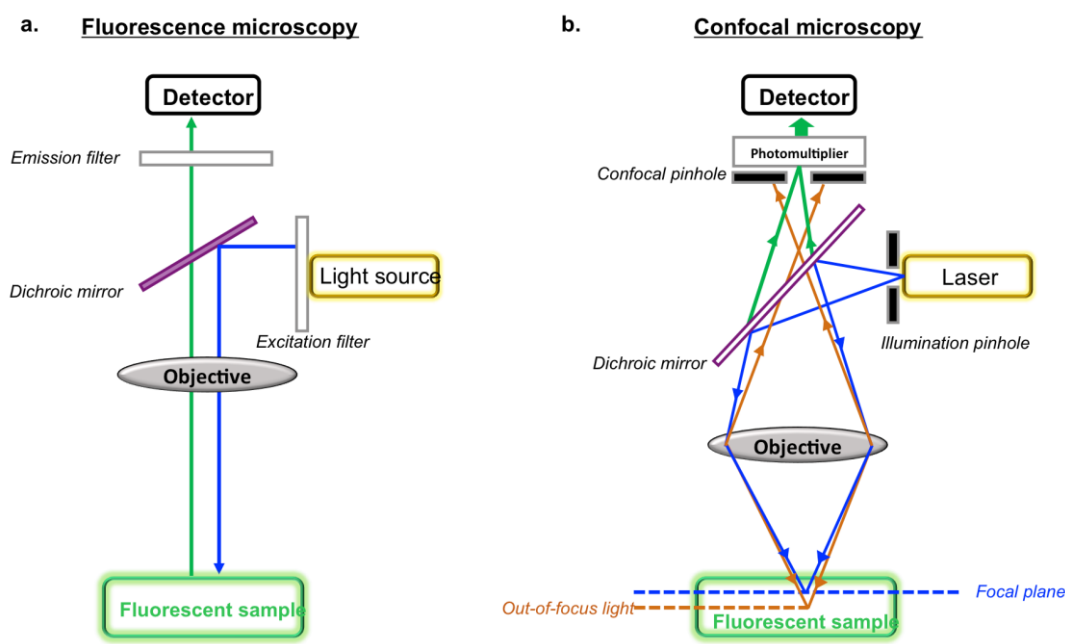 a. Fluorescence microscopy
Detector
Emission filter
Dichroic mirror
Light source
Excitation filter
Objective
Fluorescent sample
b. Confocal microscopy
Detector
Photomultiplier
Confocal pinhole
Laser
Illumination pinhole
Dichroic mirror
Objective
Focal plane
Out-of-focus light
Fluorescent sample